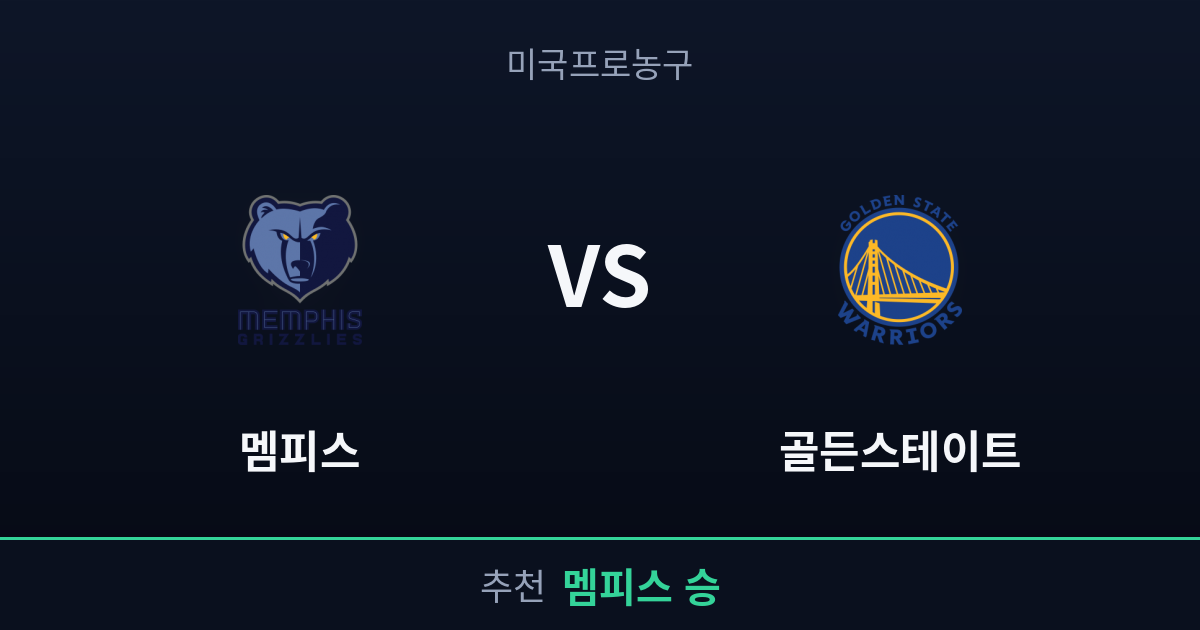 미국프로농구
MEMPHIS
GRIZZLIES
VS
GOLDEN STATE
WARRIORS
멤피스
골든스테이트
추천 멤피스 승